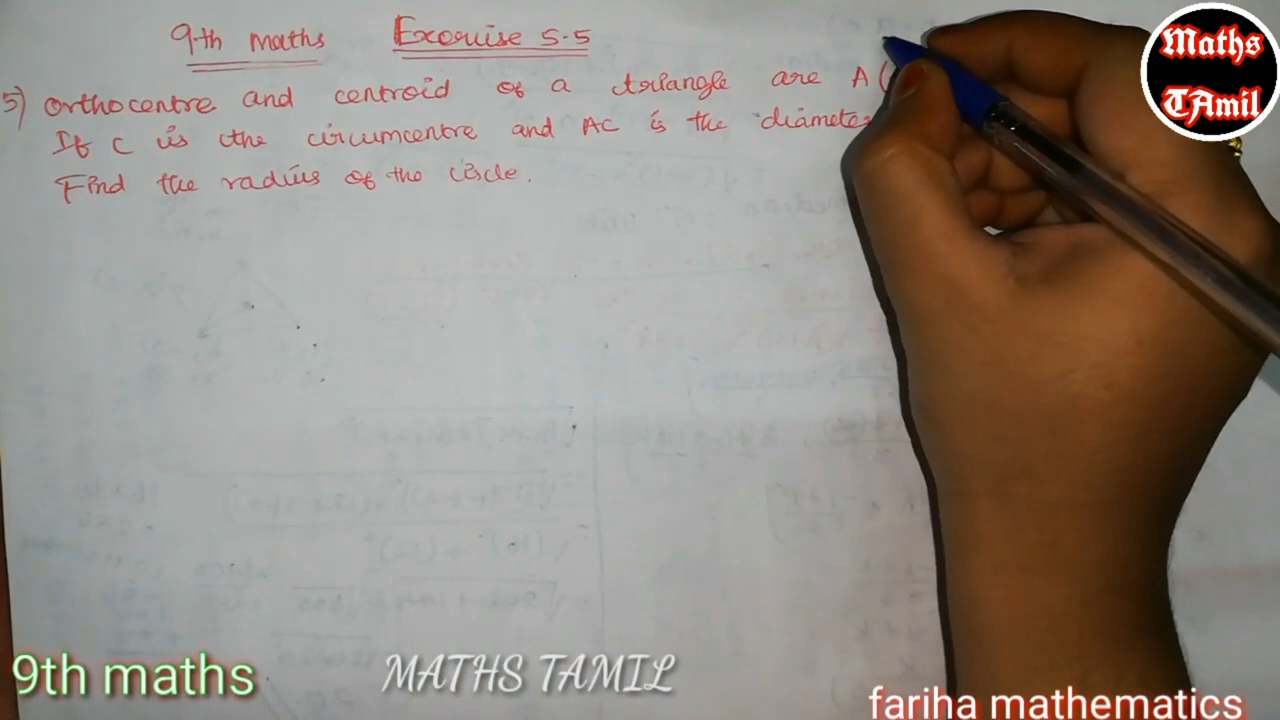 9th maths Exercise 5.5
5) Orthocentre and centroid of a triangle are A(
If C is the circumcentre and AC is the diameter
Find the radius of the circle.
Maths
TAmil
9th maths
MATHS TAMIL
fariha mathematics